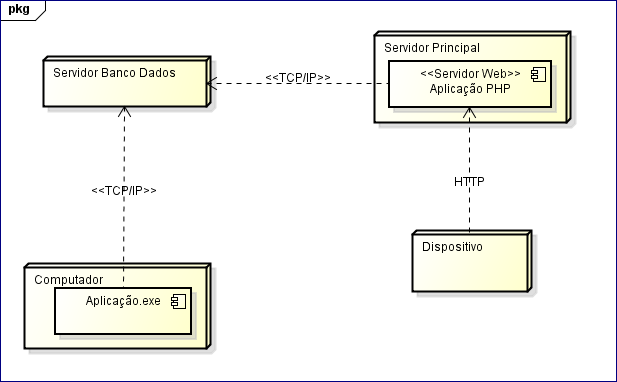 pkg
Servidor Principal
Servidor Banco Dados
<<TCP/IP>>
<<Servidor Web>>
Aplicação PHP
<<TCP/IP>>
HTTP
Dispositivo
Computador
Aplicação.exe